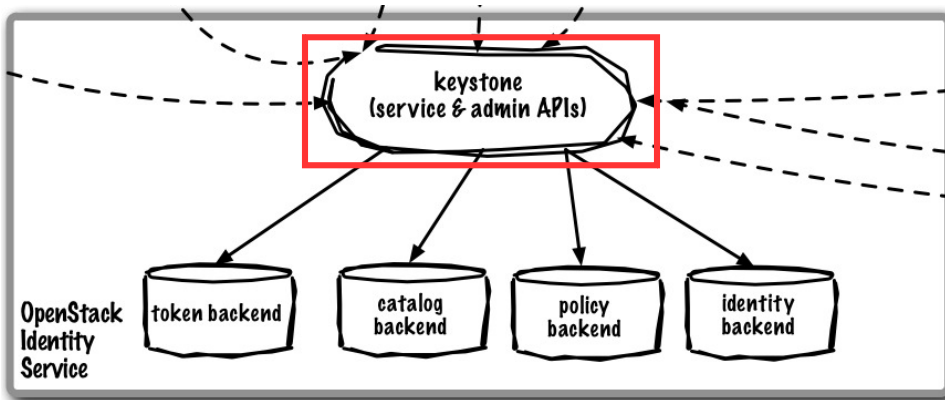 keystone
(service & admin APIs)
token backend
catalog
backend
policy
backend
identity
backend
OpenStack
Identity
Service